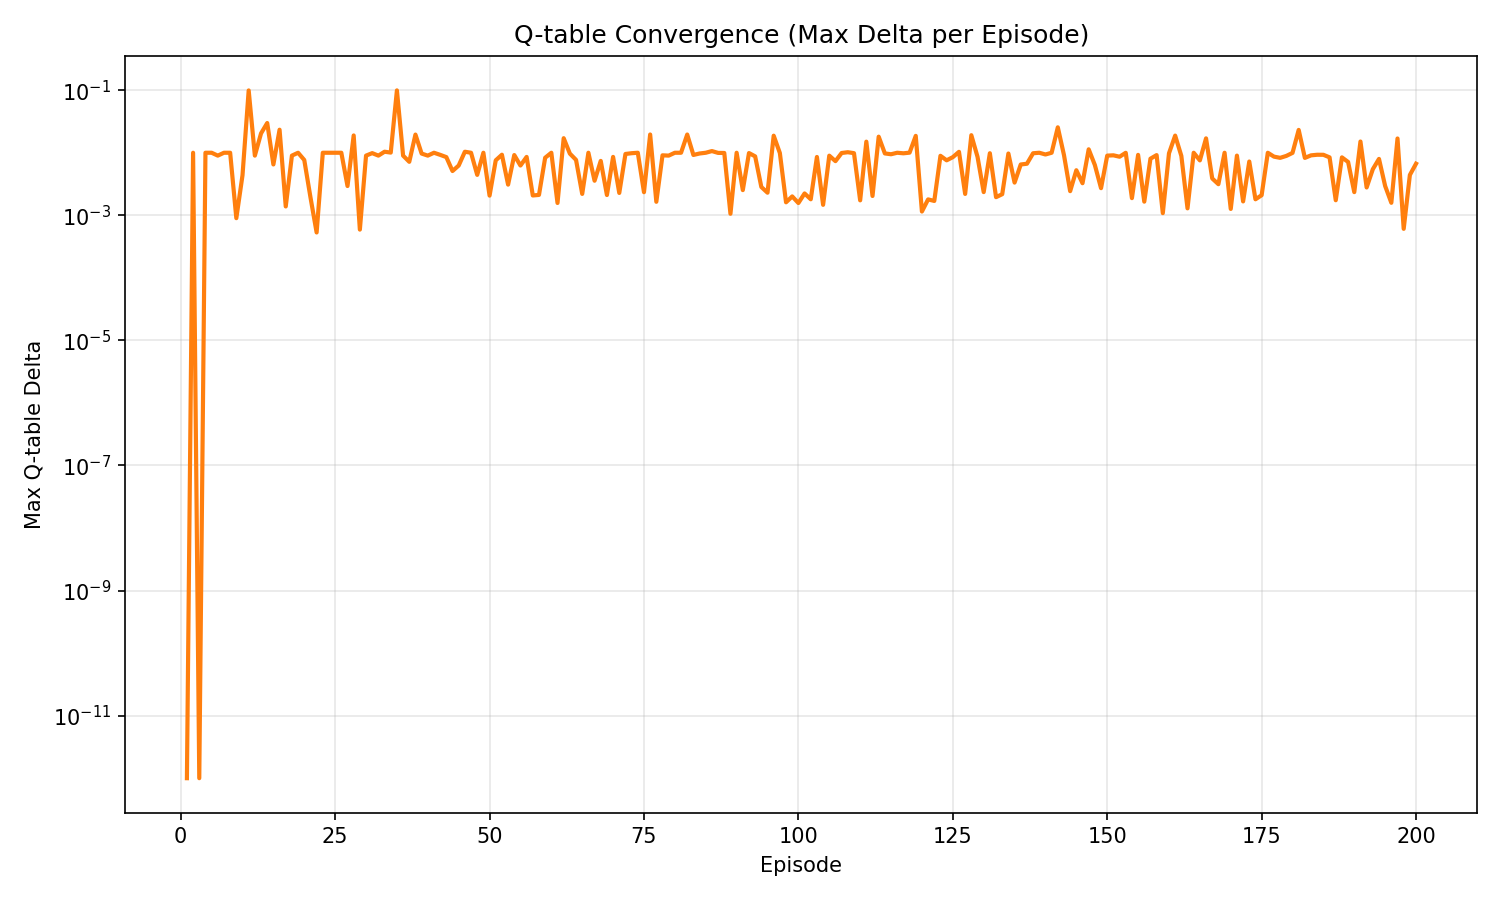 Q-table Convergence (Max Delta per Episode)
Max Q-table Delta
10⁻¹
10⁻³
10⁻⁵
10⁻⁷
10⁻⁹
10⁻¹¹
0 25 50 75 100 125 150 175 200
Episode